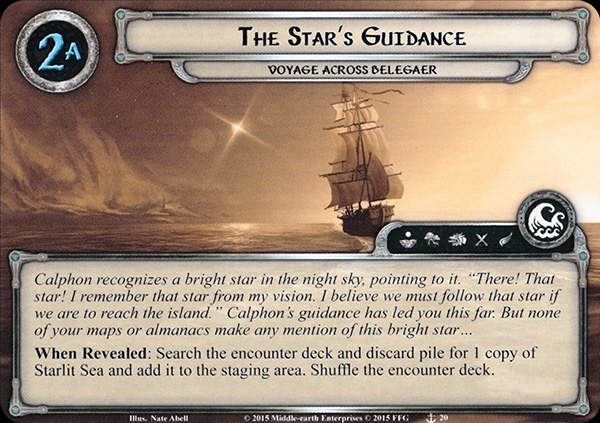 2A
THE STAR'S GUIDANCE
VOYAGE ACROSS BELEGAER
Calphon recognizes a bright star in the night sky, pointing to it. “There! That
star! I remember that star from my vision. I believe we must follow that star if
we are to reach the island.” Calphon's guidance has led you this far. But none
of your maps or almanacs make any mention of this bright star…
When Revealed: Search the encounter deck and discard pile for 1 copy of
Starlit Sea and add it to the staging area. Shuffle the encounter deck.
Illus. Nate Abell © 2015 Middle-earth Enterprises © 2015 FFG 20